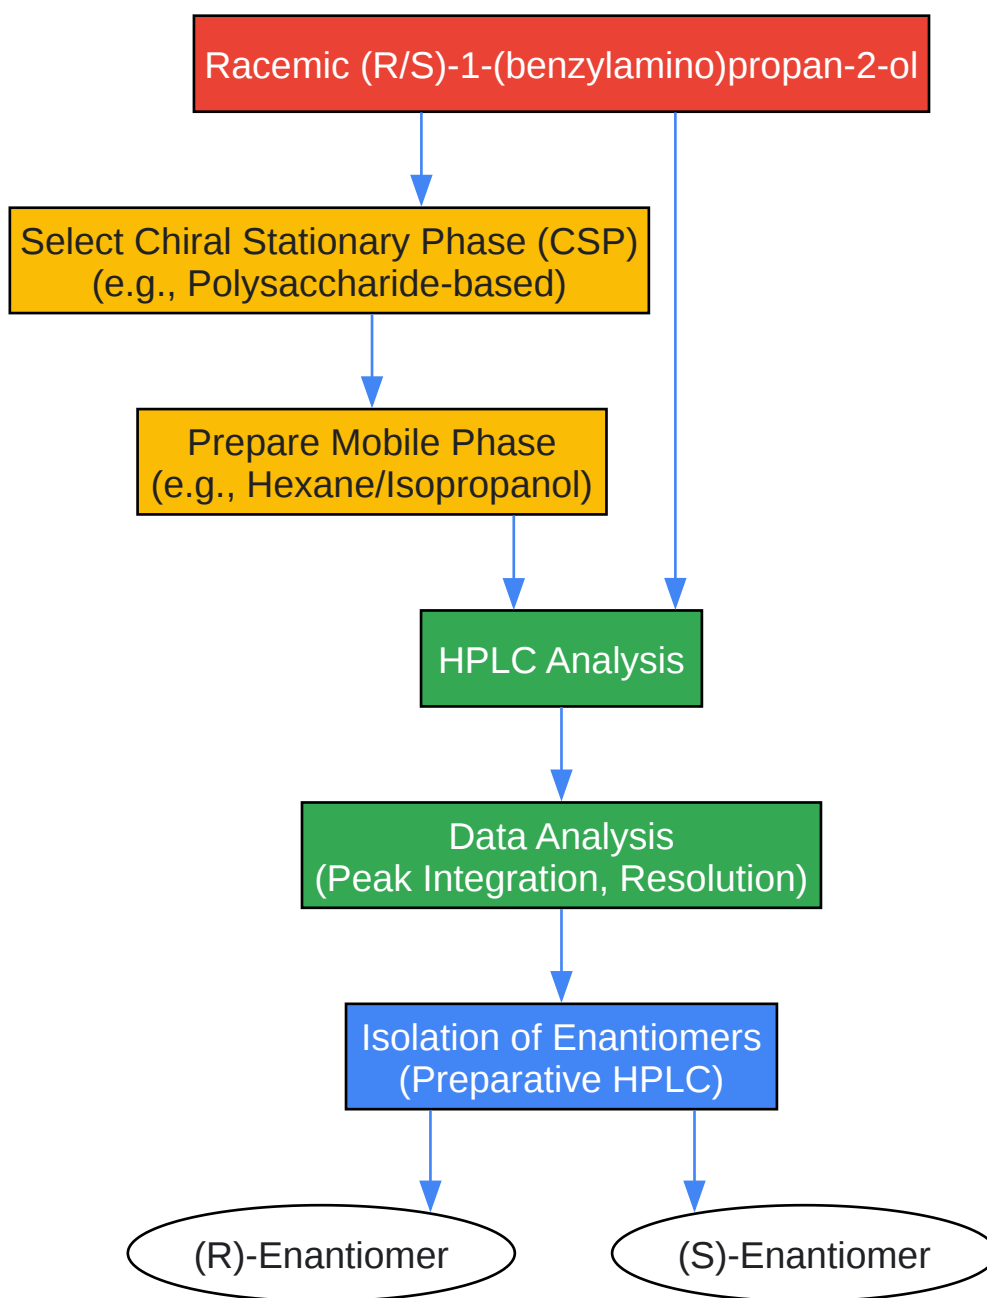 Racemic (R/S)-1-(benzylamino)propan-2-ol
Select Chiral Stationary Phase (CSP)
(e.g., Polysaccharide-based)
Prepare Mobile Phase
(e.g., Hexane/Isopropanol)
HPLC Analysis
Data Analysis
(Peak Integration, Resolution)
Isolation of Enantiomers
(Preparative HPLC)
(R)-Enantiomer
(S)-Enantiomer